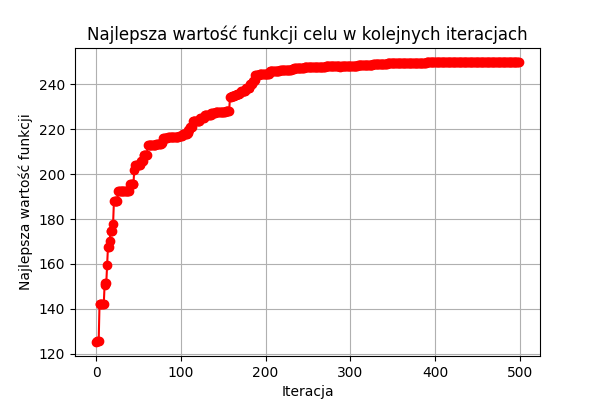 Najlepsza wartość funkcji celu w kolejnych iteracjach
Najlepsza wartość funkcji
240
220
200
180
160
140
120
0 100 200 300 400 500
Iteracja